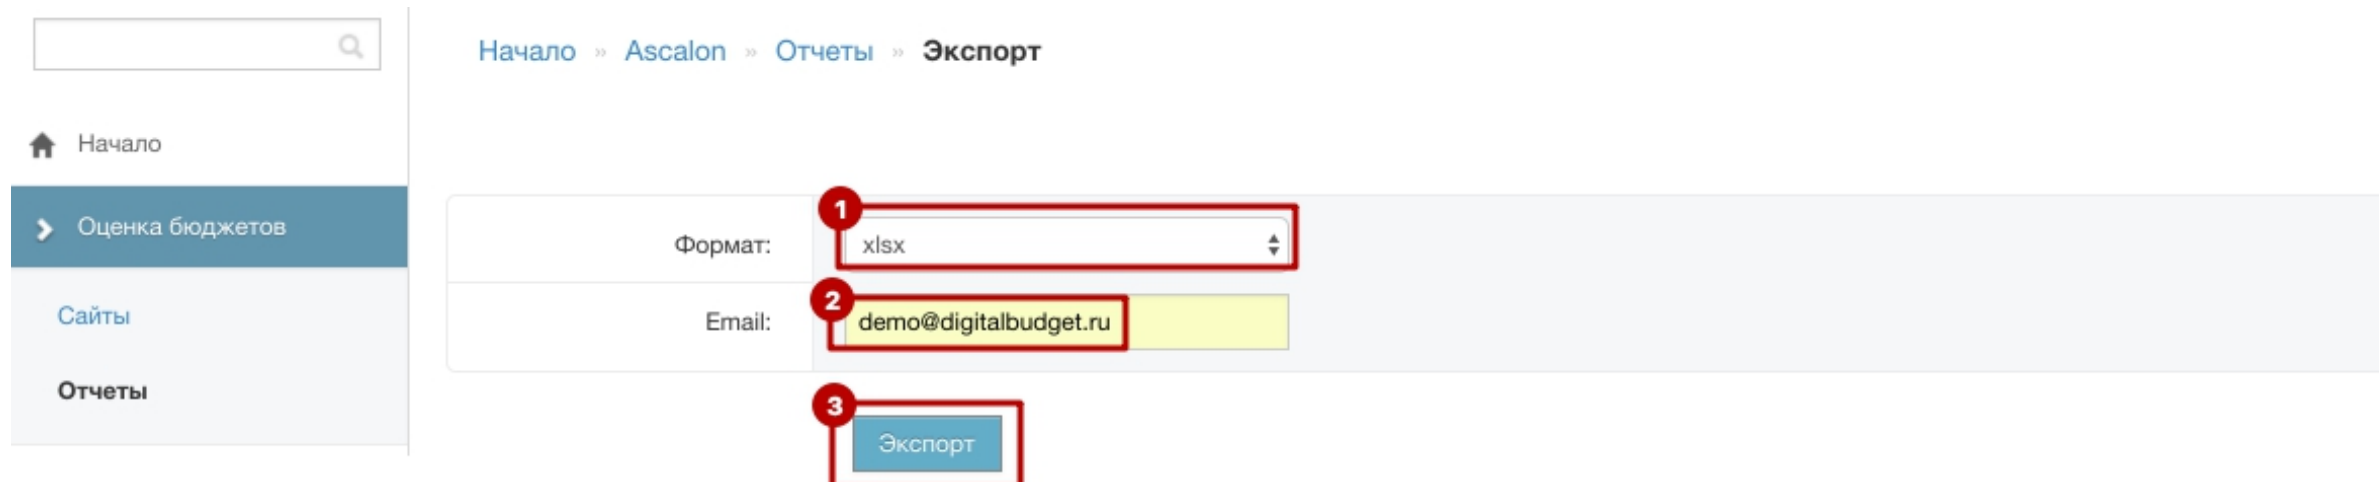 Начало » Ascalon » Отчеты » Экспорт
Начало
Оценка бюджетов
Сайты
Отчеты
1
Формат: xlsx
2
Email: demo@digitalbudget.ru
3
Экспорт